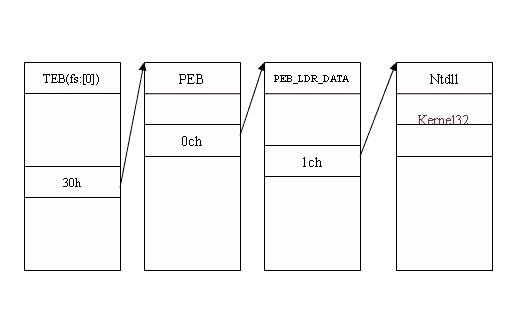 TEB(fs:[0])
PEB
PEB_LDR_DATA
Ntdll
Kernel32
0ch
1ch
30h